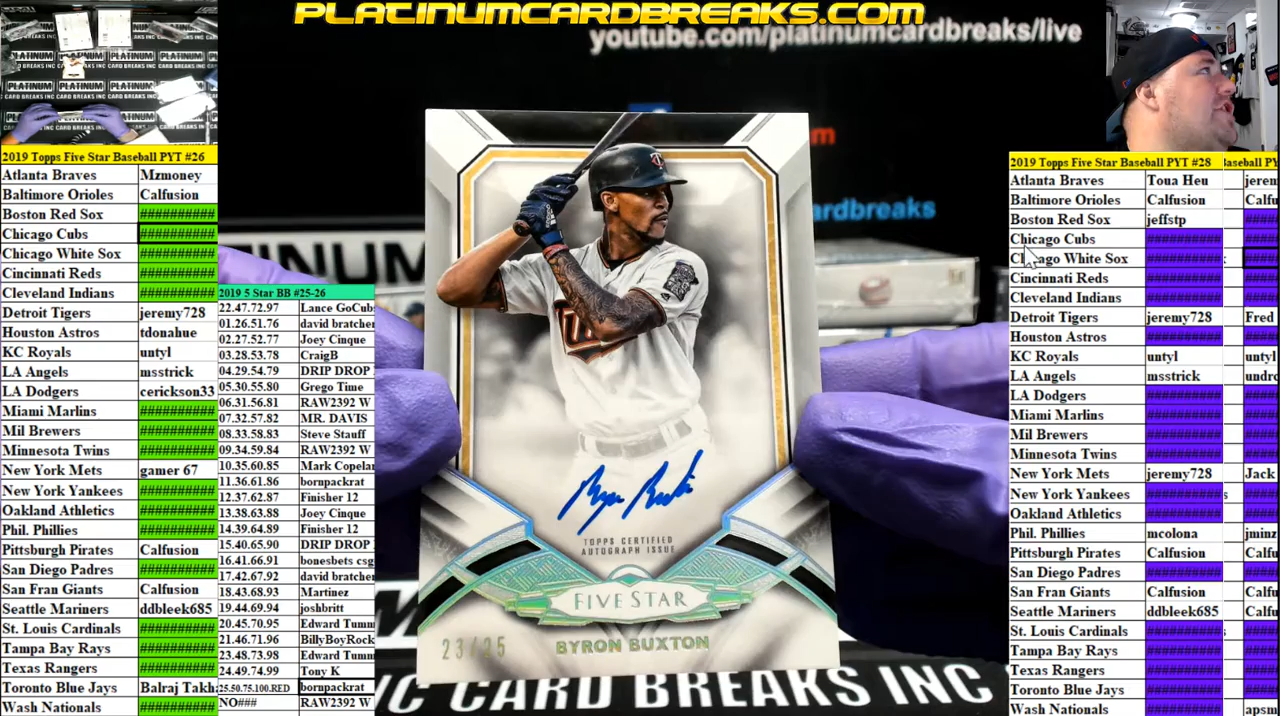 PLATINUMCARDBREAKS.COM
youtube.com/platinumcardbreaks/live
2019 Topps Five Star Baseball PYT #26
Atlanta Braves Mzmoney
Baltimore Orioles Calfusion
Boston Red Sox ##########
Chicago Cubs ##########
Chicago White Sox ##########
Cincinnati Reds ##########
Cleveland Indians ##########
Detroit Tigers jeremy728
Houston Astros tdonahue
KC Royals untyl
LA Angels msstrick
LA Dodgers cerickson33
Miami Marlins ##########
Mil Brewers ##########
Minnesota Twins ##########
New York Mets gamer 67
New York Yankees ##########
Oakland Athletics ##########
Phil. Phillies ##########
Pittsburgh Pirates Calfusion
San Diego Padres ##########
San Fran Giants Calfusion
Seattle Mariners ddbleek685
St. Louis Cardinals ##########
Tampa Bay Rays ##########
Texas Rangers ##########
Toronto Blue Jays Balraj Takh
Wash Nationals ##########
2019 5 Star BB #25-26
22.47.72.97 Lance GoCubs
01.26.51.76 david bratcher
02.27.52.77 Joey Cinque
03.28.53.78 CraigB
04.29.54.79 DRIP DROP
05.30.55.80 Grego Time
06.31.56.81 RAW2392 W
07.32.57.82 MR. DAVIS
08.33.58.83 Steve Stauff
09.34.59.84 RAW2392 W
10.35.60.85 Mark Copelan
11.36.61.86 bornpackrat
12.37.62.87 Finisher 12
13.38.63.88 Joey Cinque
14.39.64.89 Finisher 12
15.40.65.90 DRIP DROP
16.41.66.91 bonesbets csg
17.42.67.92 david bratcher
18.43.68.93 Martinez
19.44.69.94 joshbritt
20.45.70.95 Edward Tumm
21.46.71.96 BillyBoyRock
23.48.73.98 Edward Tumm
24.49.74.99 Tony K
25.50.75.100.RED bornpackrat
NO### RAW2392 W
cardbreaks
TOPPS CERTIFIED
AUTOGRAPH ISSUE
FIVE STAR
BYRON BUXTON
CARD BREAKS INC
2019 Topps Five Star Baseball PYT #28
Atlanta Braves Toua Heu
Baltimore Orioles Calfusion
Boston Red Sox jeffstp
Chicago Cubs ##########
Chicago White Sox ##########
Cincinnati Reds ##########
Cleveland Indians ##########
Detroit Tigers jeremy728 Fred
Houston Astros ##########
KC Royals untyl untyl
LA Angels msstrick
LA Dodgers ##########
Miami Marlins ##########
Mil Brewers ##########
Minnesota Twins ##########
New York Mets jeremy728 Jack
New York Yankees ##########
Oakland Athletics ##########
Phil. Phillies mcolona jminz
Pittsburgh Pirates Calfusion
San Diego Padres ##########
San Fran Giants Calfusion
Seattle Mariners ddbleek685
St. Louis Cardinals ##########
Tampa Bay Rays ##########
Texas Rangers ##########
Toronto Blue Jays ##########
Wash Nationals ##########